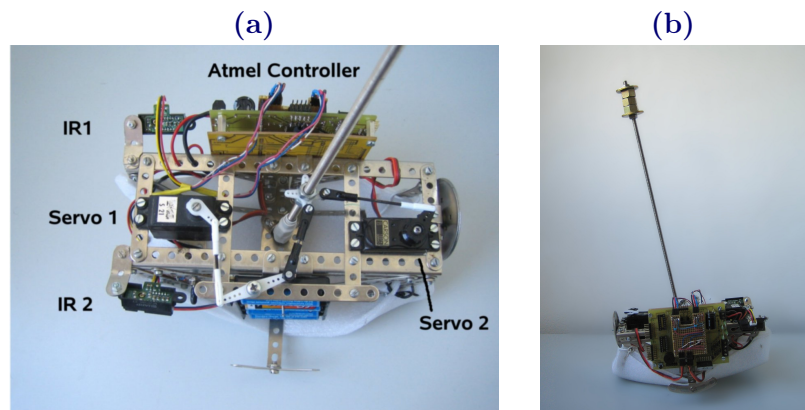 (a)
(b)
Atmel Controller
IR1
Servo 1
IR 2
Servo 2